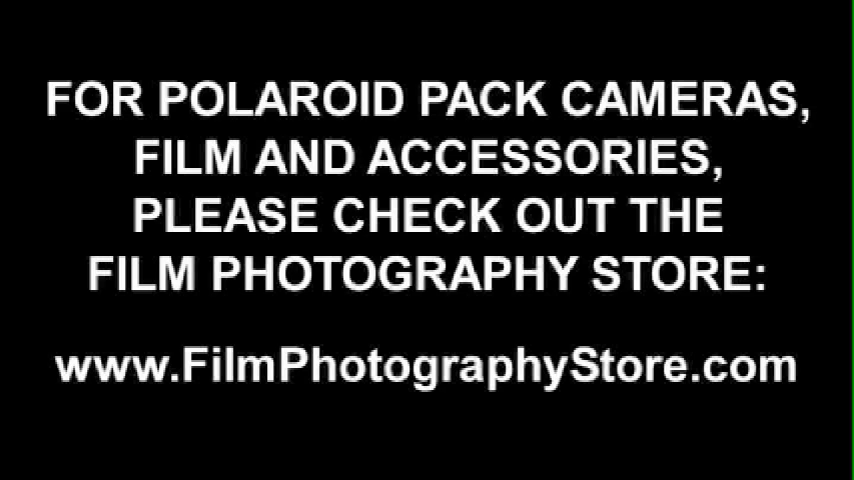 FOR POLAROID PACK CAMERAS,
FILM AND ACCESSORIES,
PLEASE CHECK OUT THE
FILM PHOTOGRAPHY STORE:
www.FilmPhotographyStore.com